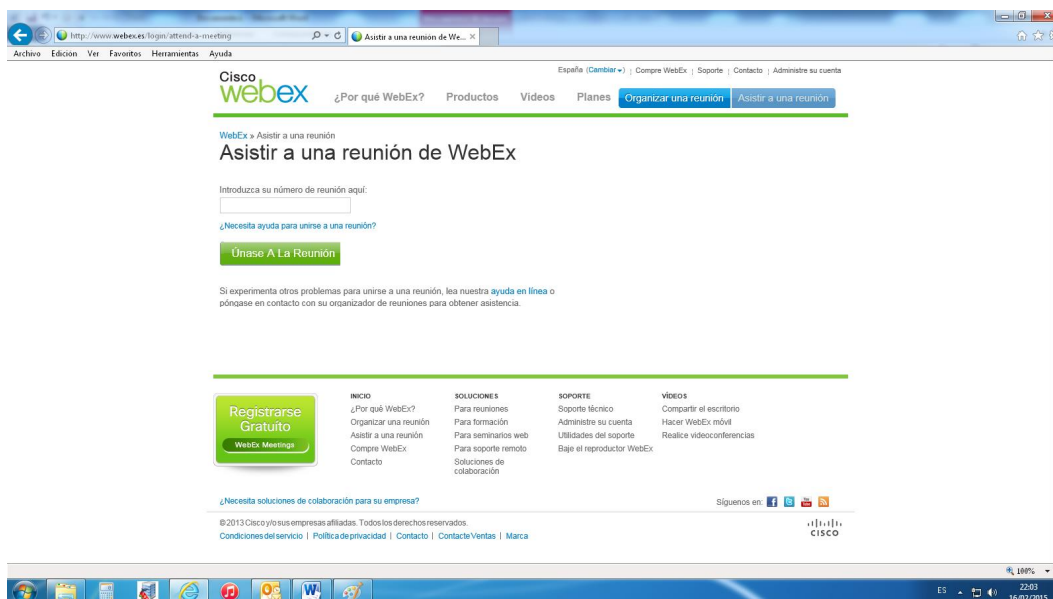 http://www.webex.es/login/attend-a-meeting
Asistir a una reunión de We...
Archivo Edición Ver Favoritos Herramientas Ayuda
España (Cambiar) | Compre WebEx | Soporte | Contacto | Administre su cuenta
Cisco
webex
¿Por qué WebEx? Productos Videos Planes Organizar una reunión Asistir a una reunión
WebEx » Asistir a una reunión
Asistir a una reunión de WebEx
Introduzca su número de reunión aquí:
¿Necesita ayuda para unirse a una reunión?
Únase A La Reunión
Si experimenta otros problemas para unirse a una reunión, lea nuestra ayuda en línea o
póngase en contacto con su organizador de reuniones para obtener asistencia.
Registrarse
Gratuíto
WebEx Meetings
INICIO
¿Por qué WebEx?
Organizar una reunión
Asistir a una reunión
Compre WebEx
Contacto
SOLUCIONES
Para reuniones
Para formación
Para seminarios web
Para soporte remoto
Soluciones de
colaboración
SOPORTE
Soporte técnico
Administre su cuenta
Utilidades del soporte
Baje el reproductor WebEx
VÍDEOS
Compartir el escritorio
Hacer WebEx móvil
Realice videoconferencias
¿Necesita soluciones de colaboración para su empresa?
Síguenos en:
©2013 Cisco y/o sus empresas afiliadas. Todos los derechos reservados.
Condiciones del servicio | Política de privacidad | Contacto | Contacte Ventas | Marca
CISCO
100%
ES 22:03
16/02/2015